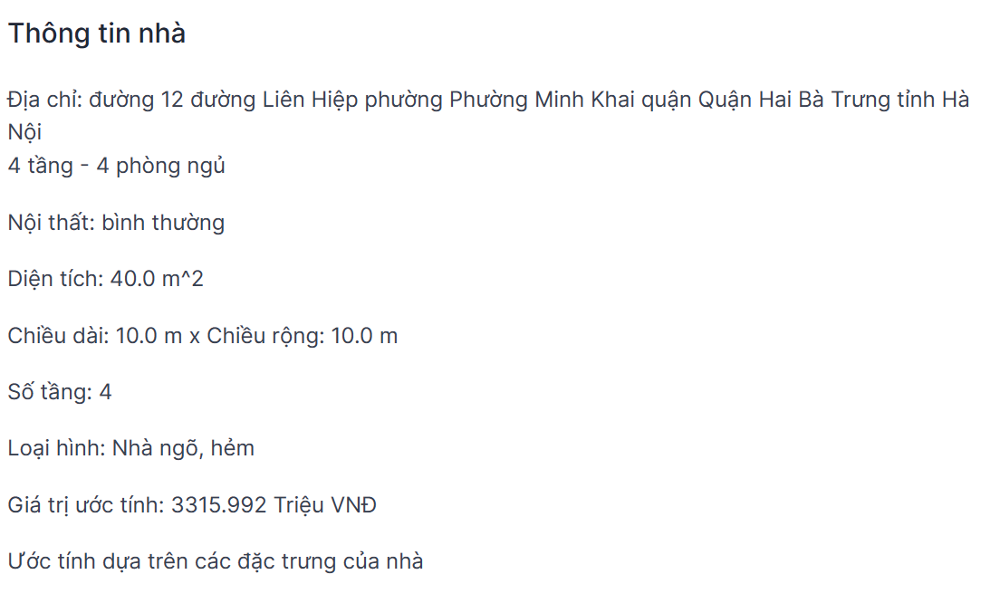 Thông tin nhà
Địa chỉ: đường 12 đường Liên Hiệp phường Phường Minh Khai quận Quận Hai Bà Trưng tỉnh Hà
Nội
4 tầng - 4 phòng ngủ
Nội thất: bình thường
Diện tích: 40.0 m^2
Chiều dài: 10.0 m x Chiều rộng: 10.0 m
Số tầng: 4
Loại hình: Nhà ngõ, hẻm
Giá trị ước tính: 3315.992 Triệu VNĐ
Ước tính dựa trên các đặc trưng của nhà